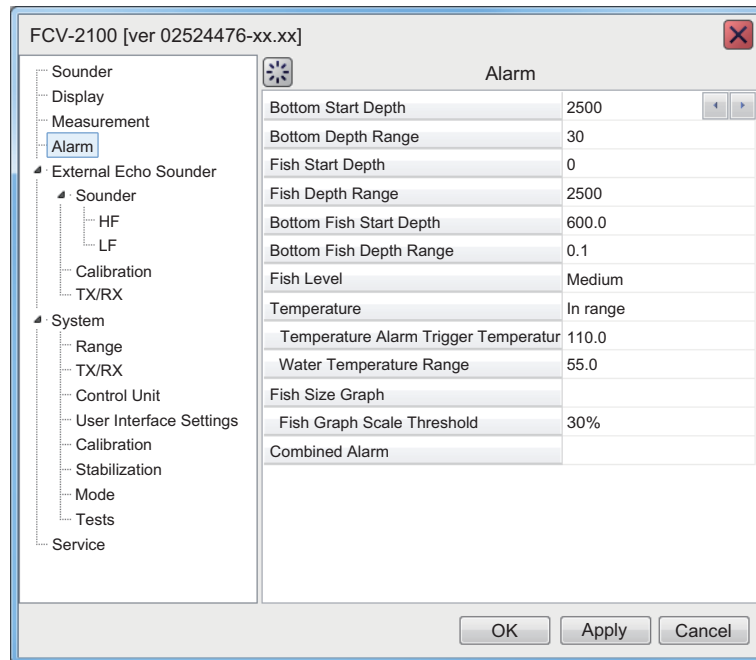 FCV-2100 [ver 02524476-xx.xx]
Sounder
Display
Measurement
Alarm
External Echo Sounder
Sounder
HF
LF
Calibration
TX/RX
System
Range
TX/RX
Control Unit
User Interface Settings
Calibration
Stabilization
Mode
Tests
Service
Alarm
Bottom Start Depth 2500
Bottom Depth Range 30
Fish Start Depth 0
Fish Depth Range 2500
Bottom Fish Start Depth 600.0
Bottom Fish Depth Range 0.1
Fish Level Medium
Temperature In range
Temperature Alarm Trigger Temperatur 110.0
Water Temperature Range 55.0
Fish Size Graph
Fish Graph Scale Threshold 30%
Combined Alarm
OK Apply Cancel